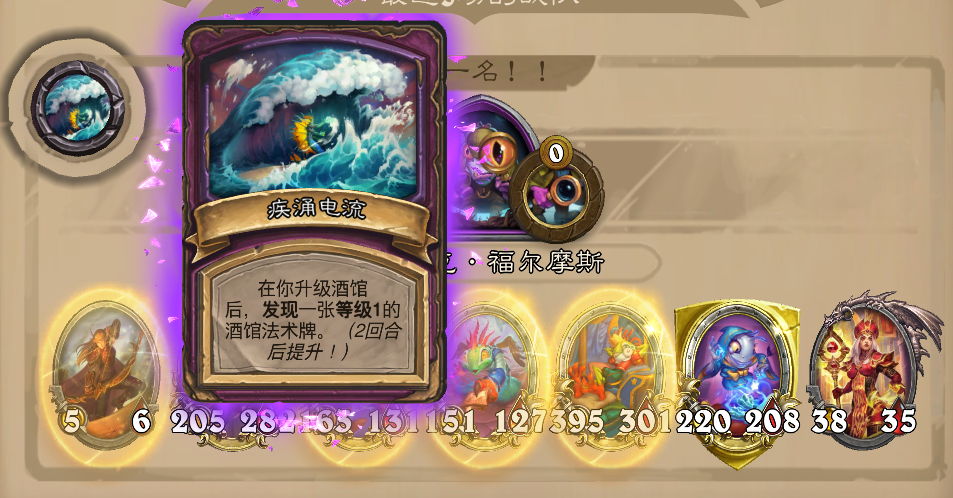 一名！！
0
疾涌电流
·福尔摩斯
在你升级酒馆
后，发现一张等级1的
酒馆法术牌。（2回合
后提升！）
5 6 205 282 165 131 151 127 395 301 220 208 38 35